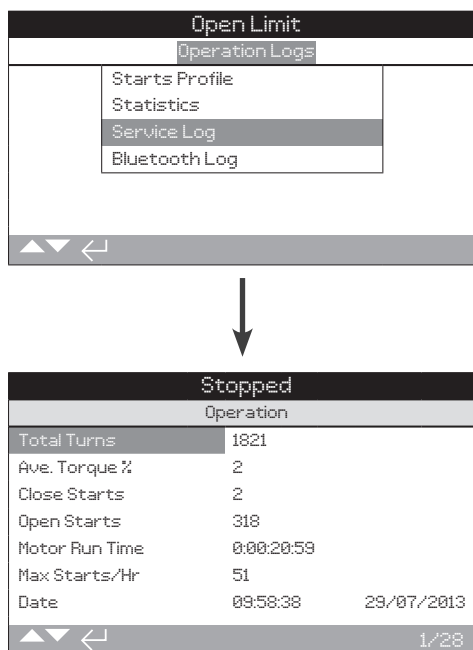 Open Limit
Operation Logs
Starts Profile
Statistics
Service Log
Bluetooth Log
Stopped
Operation
Total Turns 1821
Ave. Torque % 2
Close Starts 2
Open Starts 318
Motor Run Time 0:00:20:59
Max Starts/Hr 51
Date 09:58:38 29/07/2013
1/28